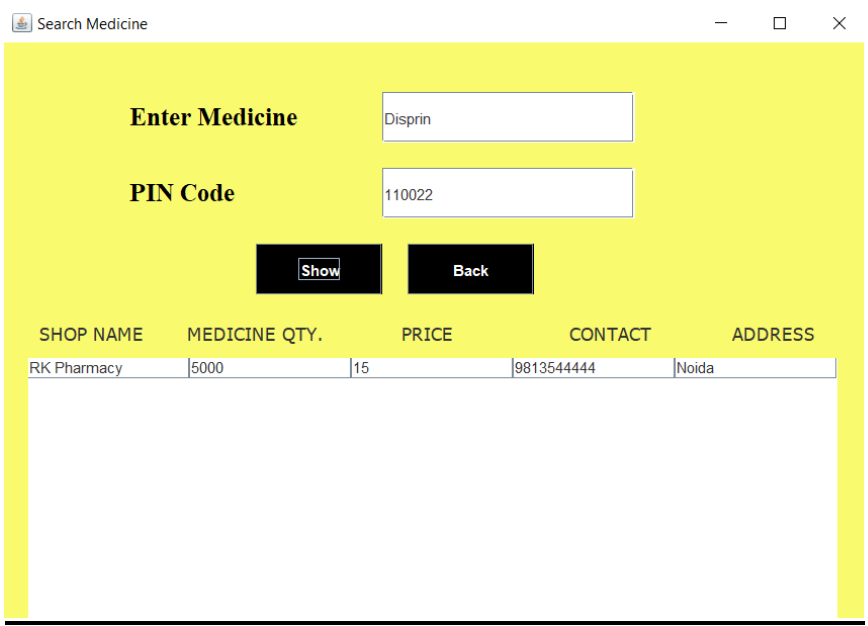 Search Medicine
Enter Medicine Disprin
PIN Code 110022
Show Back
SHOP NAME MEDICINE QTY. PRICE CONTACT ADDRESS
RK Pharmacy 5000 15 9813544444 Noida